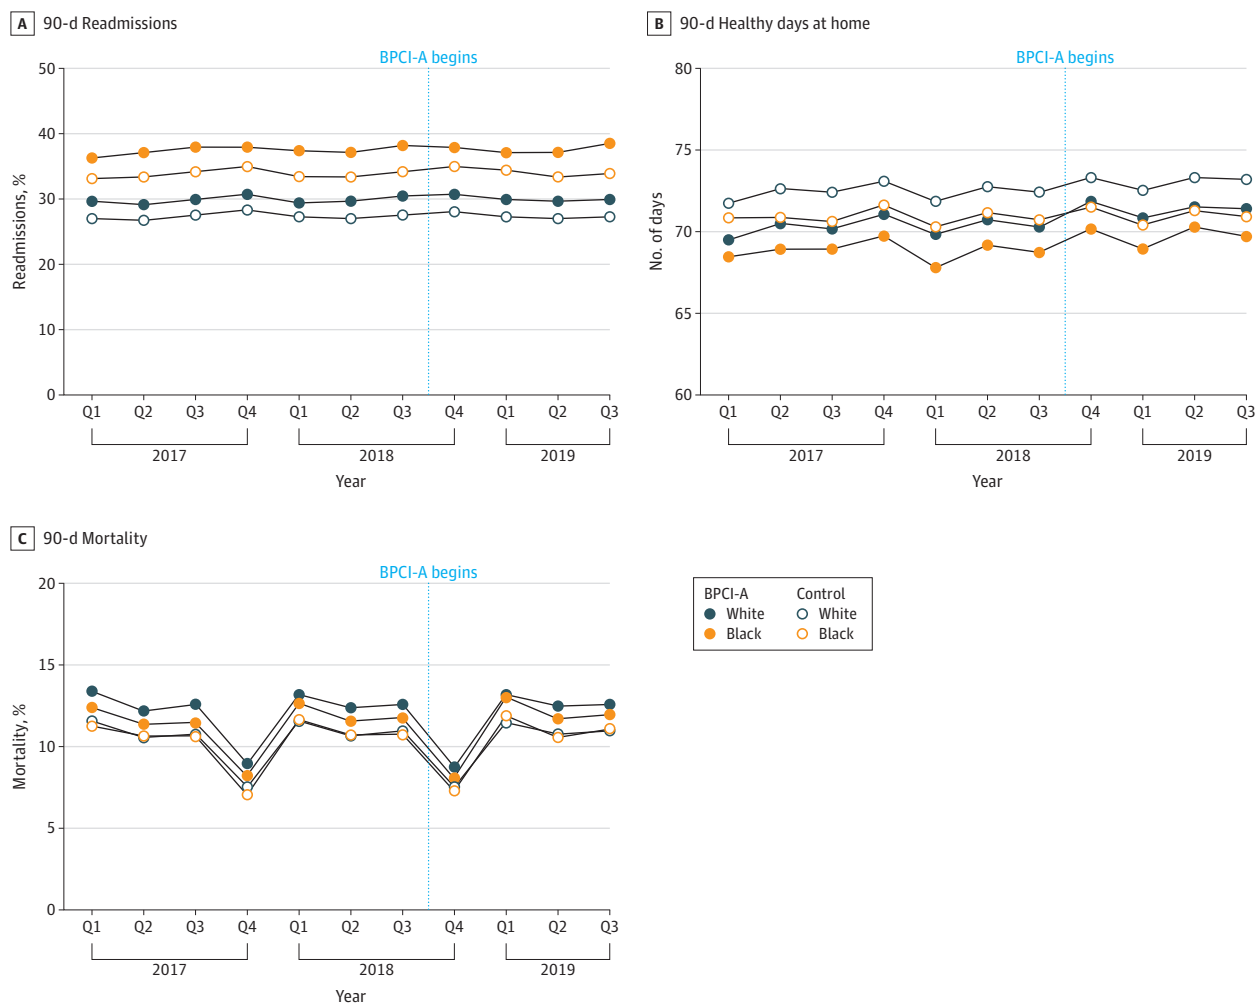 A 90-d Readmissions
BPCI-A begins
50
40
30
20
10
0
Readmissions, %
Q1 Q2 Q3 Q4 Q1 Q2 Q3 Q4 Q1 Q2 Q3
2017 2018 2019
Year
B 90-d Healthy days at home
BPCI-A begins
80
75
70
65
60
No. of days
Q1 Q2 Q3 Q4 Q1 Q2 Q3 Q4 Q1 Q2 Q3
2017 2018 2019
Year
C 90-d Mortality
BPCI-A begins
20
15
10
5
0
Mortality, %
Q1 Q2 Q3 Q4 Q1 Q2 Q3 Q4 Q1 Q2 Q3
2017 2018 2019
Year
BPCI-A Control
White White
Black Black